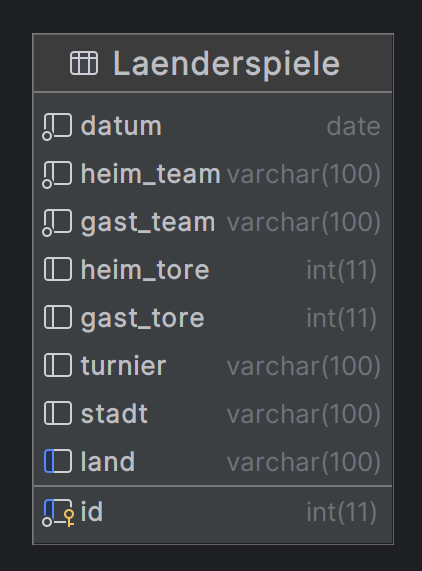 Laenderspiele
datum date
heim_team varchar(100)
gast_team varchar(100)
heim_tore int(11)
gast_tore int(11)
turnier varchar(100)
stadt varchar(100)
land varchar(100)
id int(11)